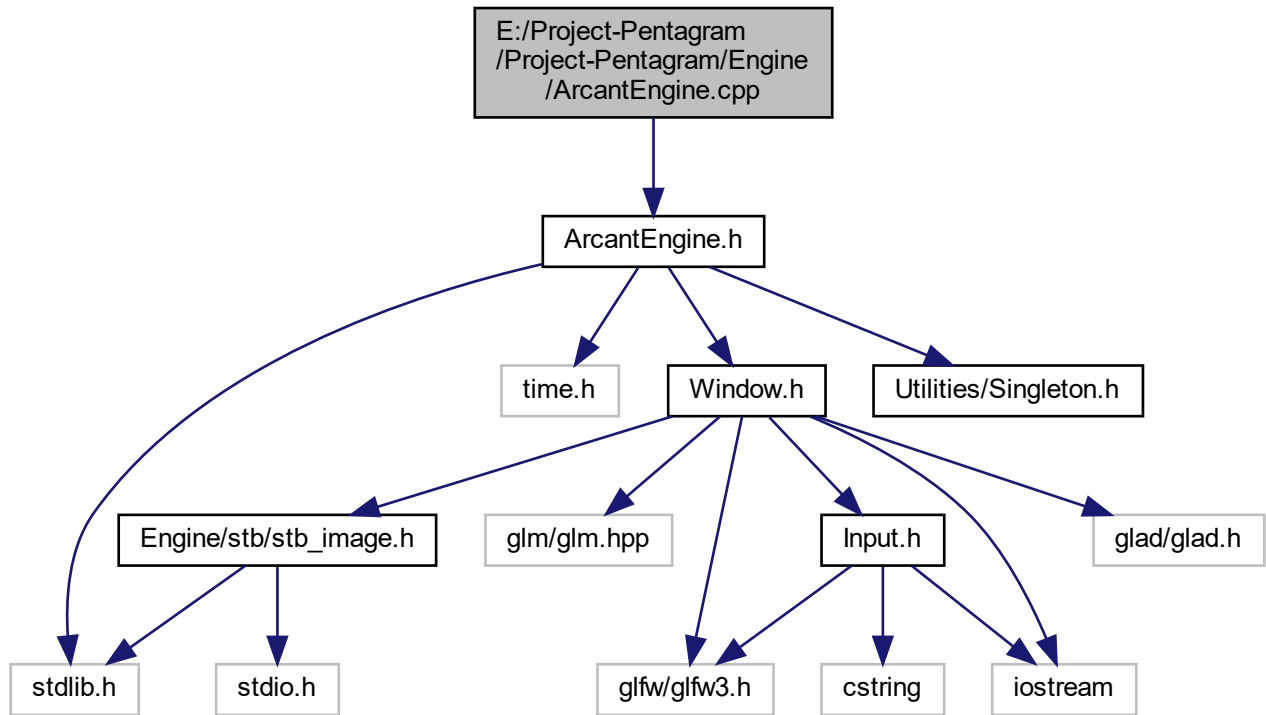 E:/Project-Pentagram
/Project-Pentagram/Engine
/ArcantEngine.cpp
ArcantEngine.h
time.h
Window.h
Utilities/Singleton.h
Engine/stb/stb_image.h
glm/glm.hpp
Input.h
glad/glad.h
stdlib.h
stdio.h
glfw/glfw3.h
cstring
iostream